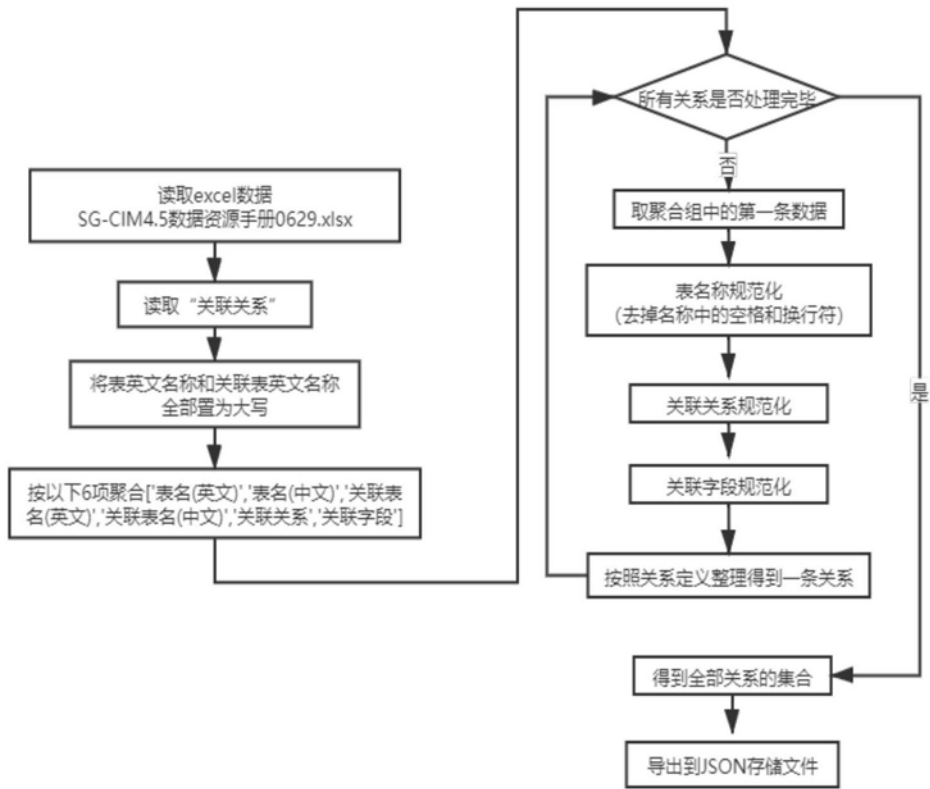 读取excel数据
SG-CIM4.5数据资源手册0629.xlsx
读取“关联关系”
将表英文名称和关联表英文名称
全部置为大写
按以下6项聚合['表名(英文)','表名(中文)','关联表
名(英文)','关联表名(中文)','关联关系','关联字段']
所有关系是否处理完毕
否
取聚合组中的第一条数据
表名称规范化
（去掉名称中的空格和换行符）
关联关系规范化
关联字段规范化
按照关系定义整理得到一条关系
是
得到全部关系的集合
导出到JSON存储文件